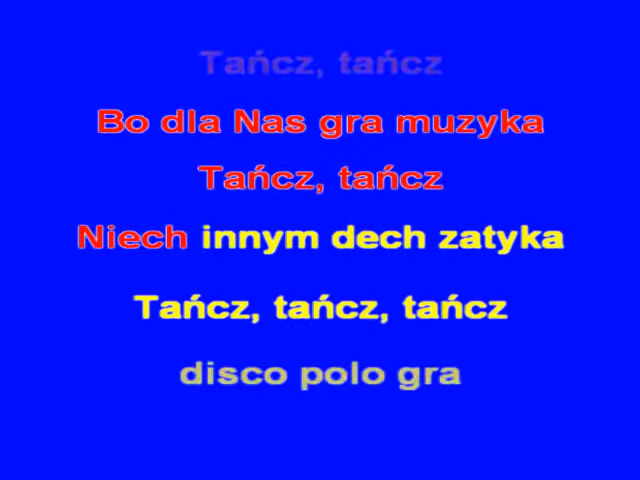 Tańcz, tańcz
Bo dla Nas gra muzyka
Tańcz, tańcz
Niech innym dech zatyka
Tańcz, tańcz, tańcz
disco polo gra